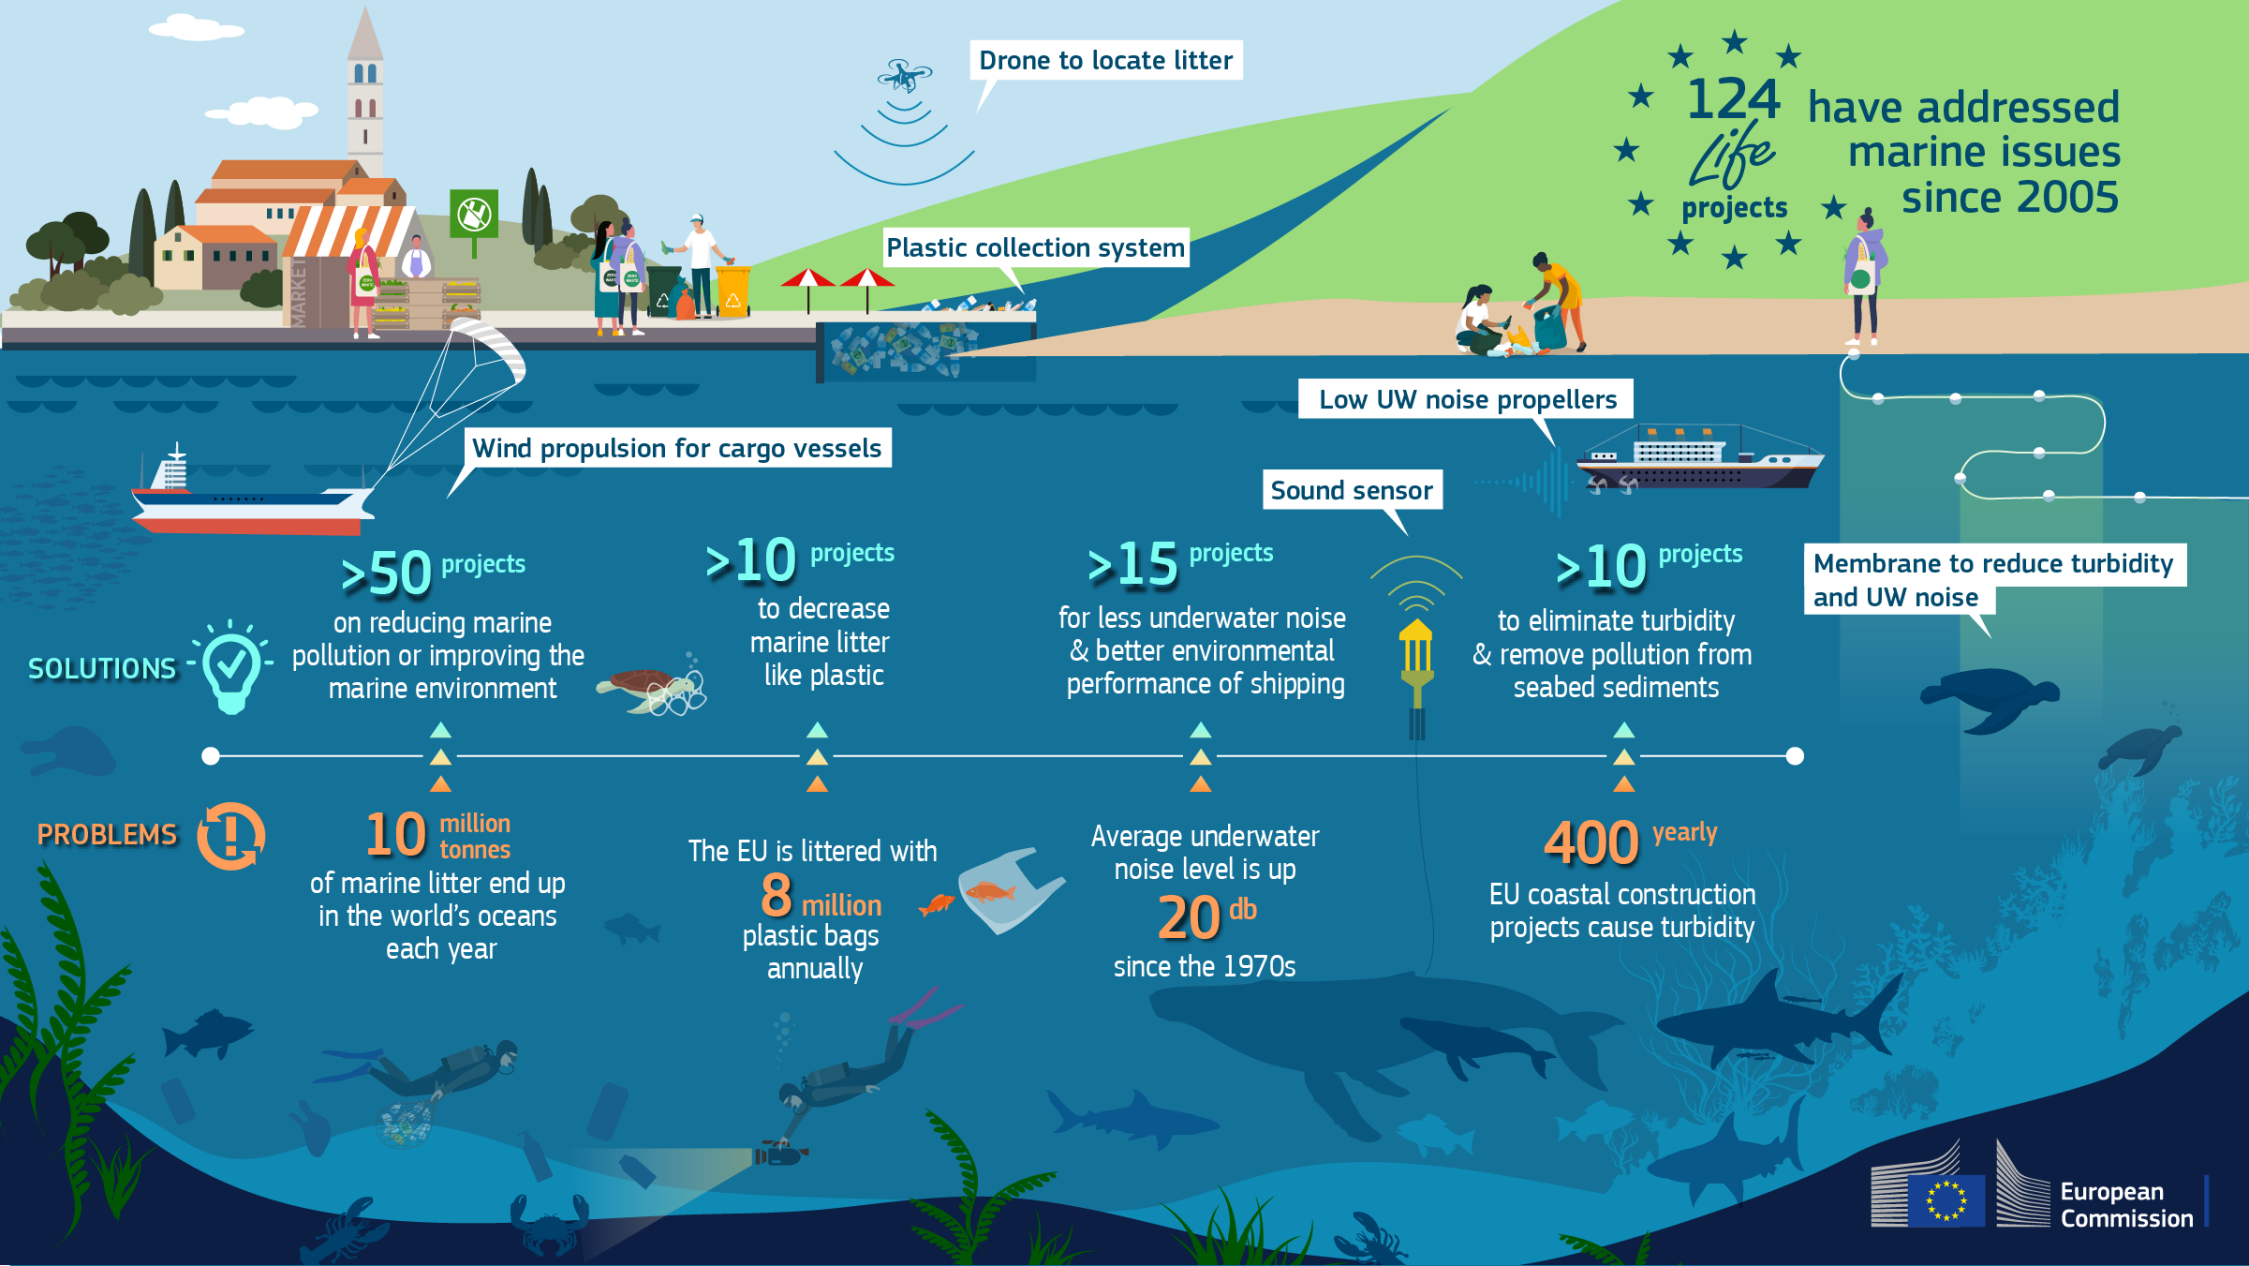 Drone to locate litter
124
Life
projects
have addressed
marine issues
since 2005
Plastic collection system
MARKET
Low UW noise propellers
Wind propulsion for cargo vessels
Sound sensor
Membrane to reduce turbidity
and UW noise
SOLUTIONS
>50 projects
on reducing marine
pollution or improving the
marine environment
>10 projects
to decrease
marine litter
like plastic
>15 projects
for less underwater noise
& better environmental
performance of shipping
>10 projects
to eliminate turbidity
& remove pollution from
seabed sediments
PROBLEMS
10 million
tonnes
of marine litter end up
in the world's oceans
each year
The EU is littered with
8 million
plastic bags
annually
Average underwater
noise level is up
20 db
since the 1970s
400 yearly
EU coastal construction
projects cause turbidity
European
Commission